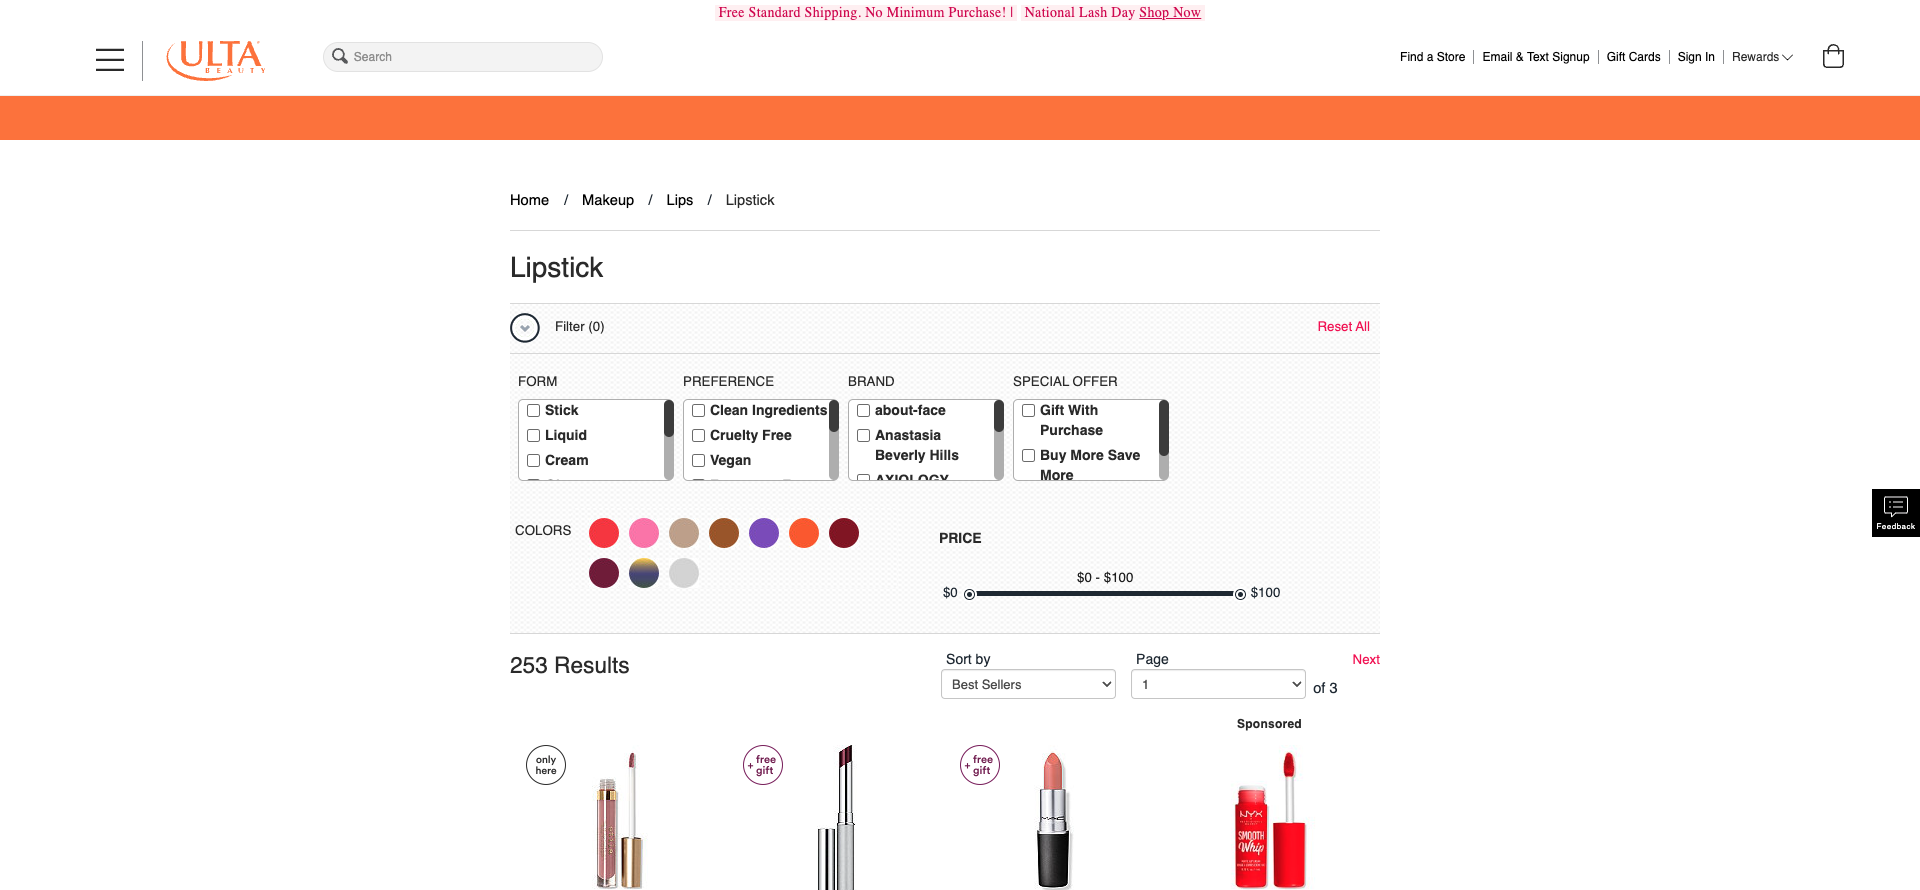 Free Standard Shipping. No Minimum Purchase! | National Lash Day Shop Now
ULTA
BEAUTY
Search
Find a Store
Email & Text Signup
Gift Cards
Sign In
Rewards
Home / Makeup / Lips / Lipstick
Lipstick
Filter (0)
Reset All
FORM
Stick
Liquid
Cream
PREFERENCE
Clean Ingredients
Cruelty Free
Vegan
BRAND
about-face
Anastasia
Beverly Hills
AXIOLOGY
SPECIAL OFFER
Gift With
Purchase
Buy More Save
More
COLORS
PRICE
$0 - $100
$0
$100
Feedback
253 Results
Sort by
Best Sellers
Page
1
of 3
Next
Sponsored
only
here
+ free
gift
+ free
gift
MAC
NYX
SMOOTH
Whip